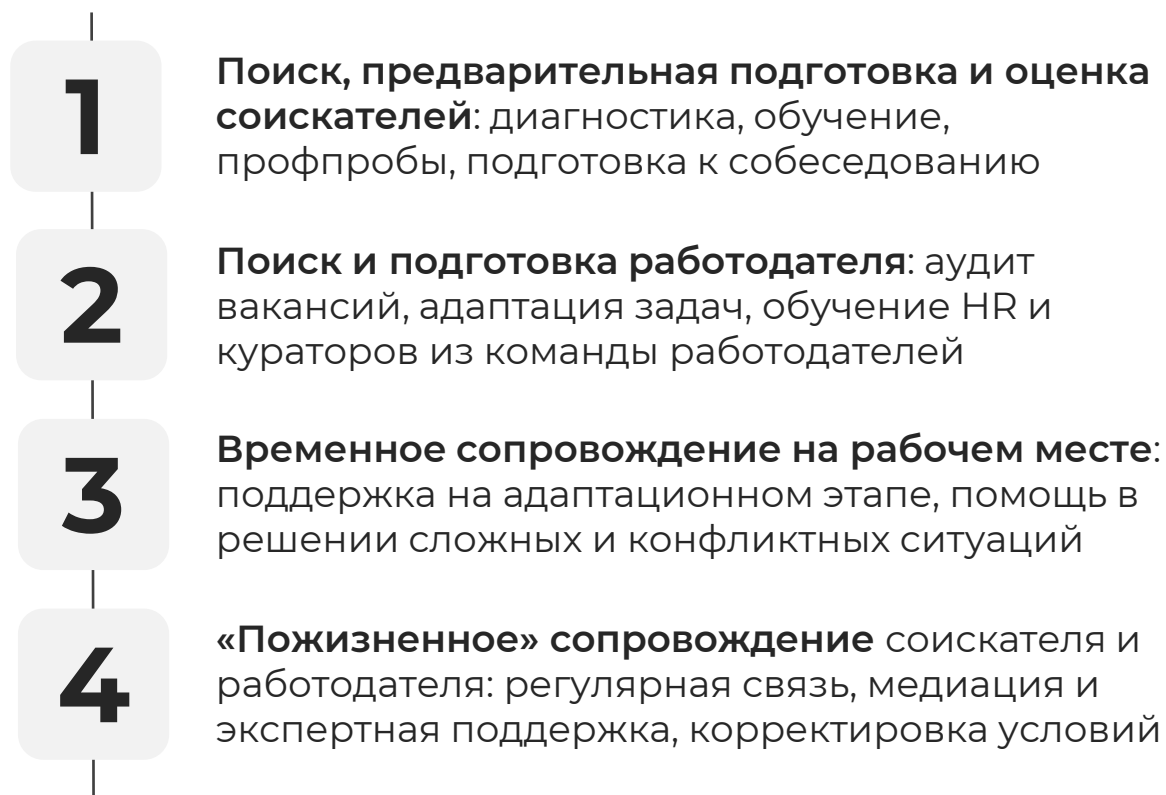 1
Поиск, предварительная подготовка и оценка
соискателей: диагностика, обучение,
профпробы, подготовка к собеседованию
2
Поиск и подготовка работодателя: аудит
вакансий, адаптация задач, обучение HR и
кураторов из команды работодателей
3
Временное сопровождение на рабочем месте:
поддержка на адаптационном этапе, помощь в
решении сложных и конфликтных ситуаций
4
«Пожизненное» сопровождение соискателя и
работодателя: регулярная связь, медиация и
экспертная поддержка, корректировка условий